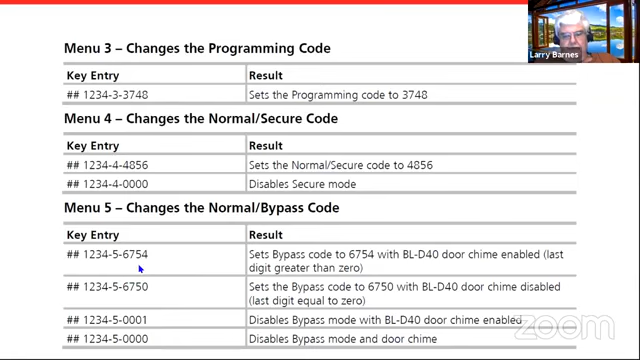 Larry Barnes
Menu 3 – Changes the Programming Code
Key Entry Result
## 1234-3-3748 Sets the Programming code to 3748
Menu 4 – Changes the Normal/Secure Code
Key Entry Result
## 1234-4-4856 Sets the Normal/Secure code to 4856
## 1234-4-0000 Disables Secure mode
Menu 5 – Changes the Normal/Bypass Code
Key Entry Result
## 1234-5-6754 Sets Bypass code to 6754 with BL-D40 door chime enabled (last
digit greater than zero)
## 1234-5-6750 Sets the Bypass code to 6750 with BL-D40 door chime disabled
(last digit equal to zero)
## 1234-5-0001 Disables Bypass mode with BL-D40 door chime enabled
## 1234-5-0000 Disables Bypass mode and door chime
zoom